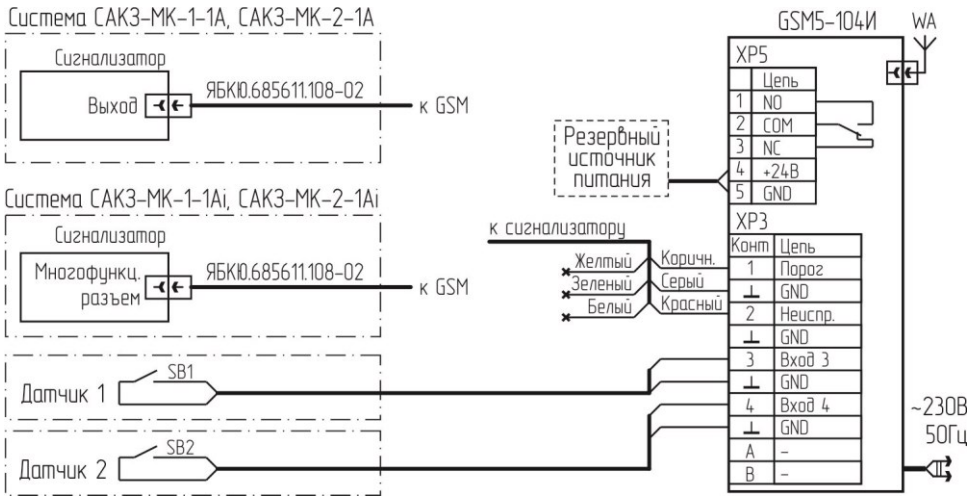 Система САКЗ-МК-1-1А, САКЗ-МК-2-1А
Сигнализатор
Выход
ЯБКЮ.685611.108-02
к GSM
Система САКЗ-МК-1-1Аi, САКЗ-МК-2-1Аi
Сигнализатор
Многофункц.
разъем
ЯБКЮ.685611.108-02
к GSM
Датчик 1
SB1
Датчик 2
SB2
Резервный
источник
питания
к сигнализатору
Желтый
Зеленый
Белый
Коричн.
Серый
Красный
GSM5-104И
WA
XP5
Цепь
1 NO
2 COM
3 NC
4 +24В
5 GND
XP3
Конт Цепь
1 Порог
⊥ GND
2 Неиспр.
⊥ GND
3 Вход 3
⊥ GND
4 Вход 4
⊥ GND
A -
B -
~230В
50Гц